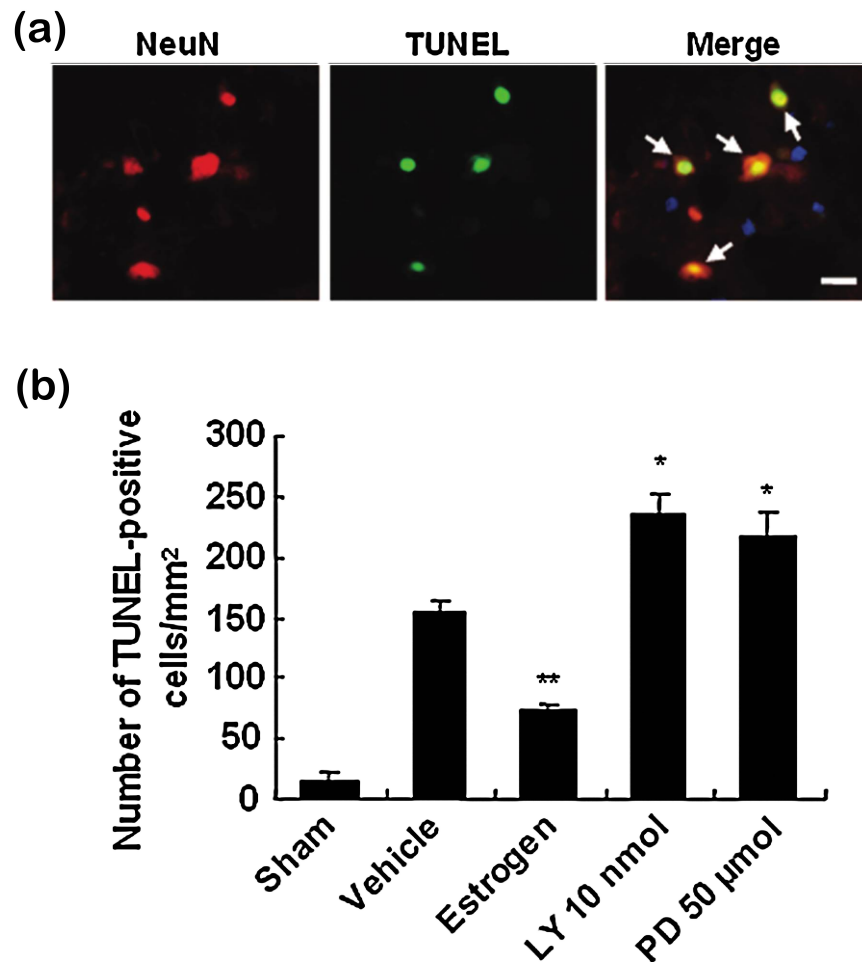 (a)
NeuN TUNEL Merge
(b)
Number of TUNEL-positive
cells/mm²
300
250
200
150
100
50
0
*
*
**
Sham
Vehicle
Estrogen
LY 10 nmol
PD 50 µmol